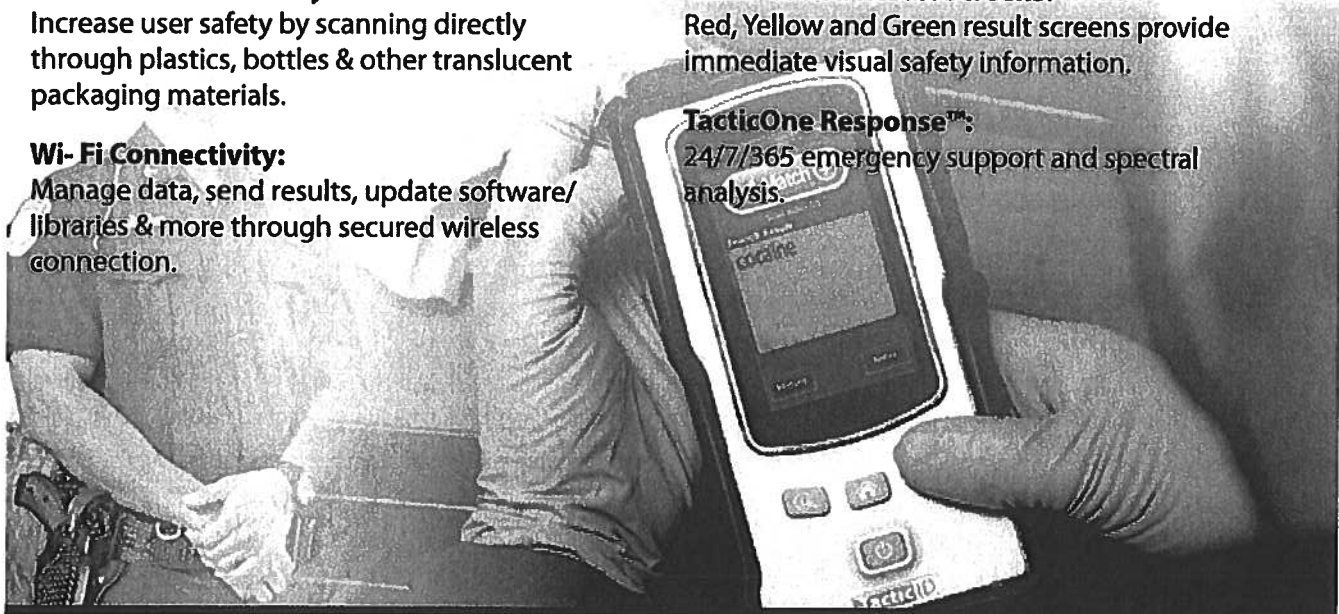 Increase user safety by scanning directly
through plastics, bottles & other translucent
packaging materials.
Wi- Fi Connectivity:
Manage data, send results, update software/
libraries & more through secured wireless
connection.
Red, Yellow and Green result screens provide
immediate visual safety information.
TacticOne Response™:
24/7/365 emergency support and spectral
analysis.
Match
cocaine
TacticID